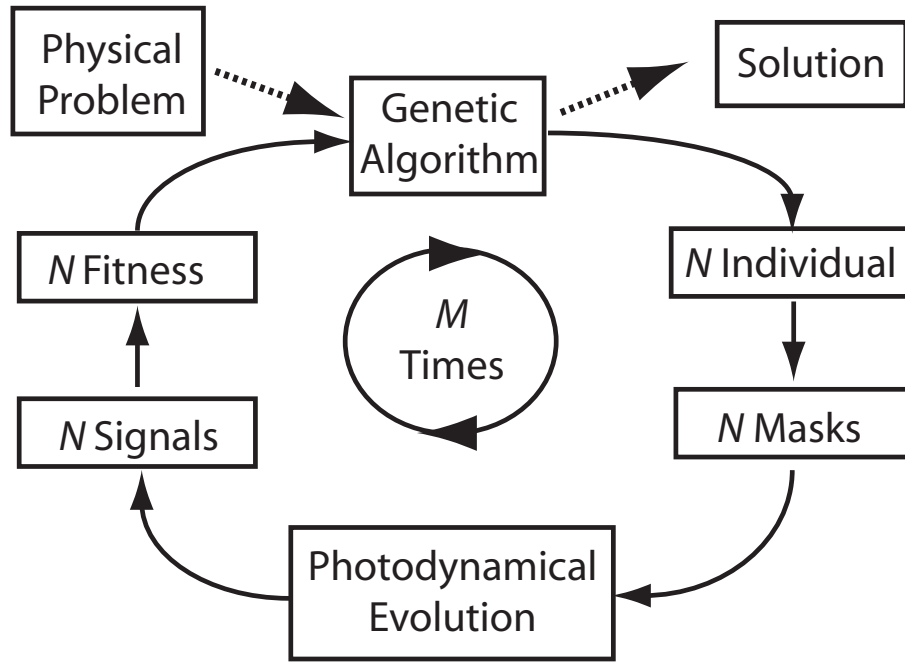 Physical
Problem
Genetic
Algorithm
Solution
N Fitness
N Individual
M
Times
N Signals
N Masks
Photodynamical
Evolution